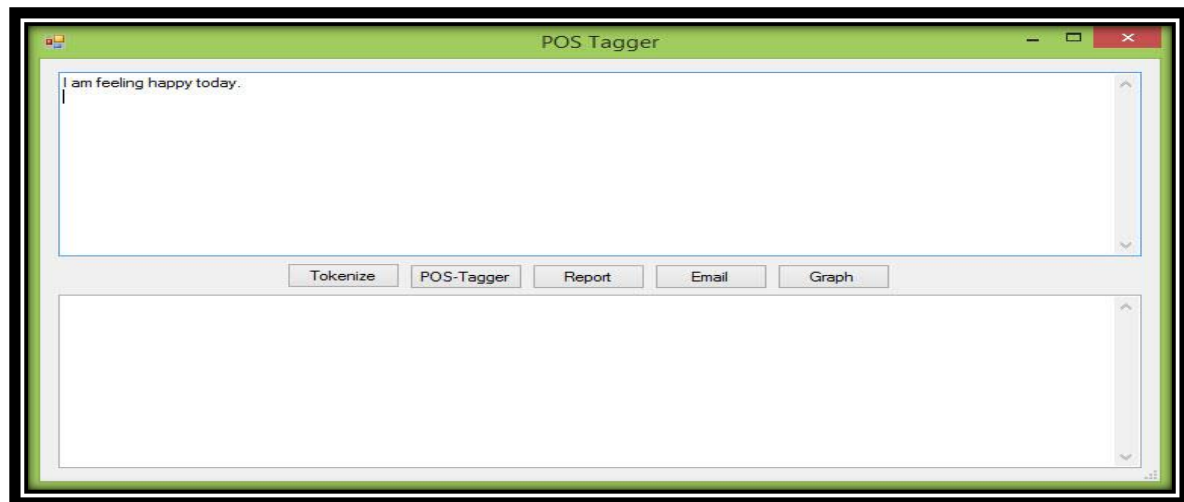 POS Tagger
I am feeling happy today.
Tokenize POS-Tagger Report Email Graph